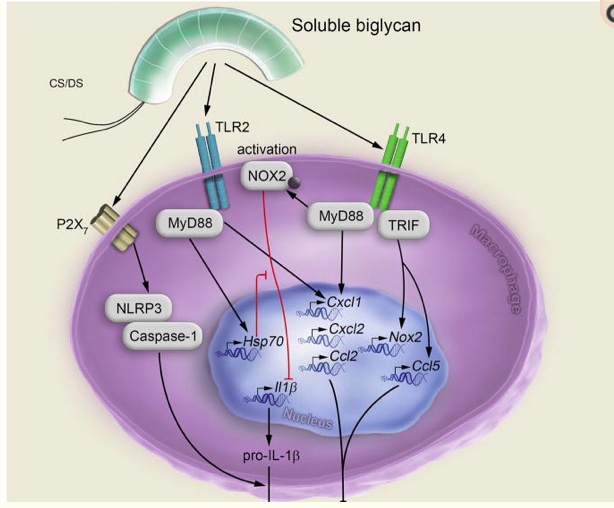 Soluble biglycan
CS/DS
TLR2
TLR4
activation
NOX2
P2X7
MyD88
MyD88
TRIF
Macrophage
NLRP3
Caspase-1
Cxcl1
Hsp70
Cxcl2
Nox2
Ccl2
Ccl5
Il1β
Nucleus
pro-IL-1β